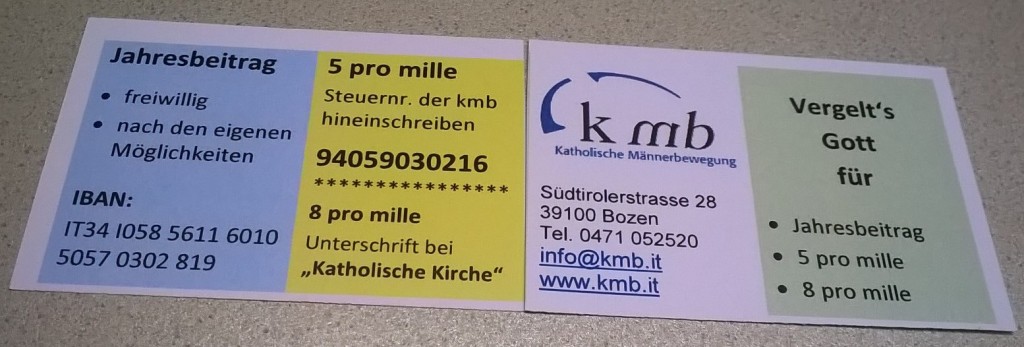 Jahresbeitrag
• freiwillig
• nach den eigenen
Möglichkeiten
IBAN:
IT34 I058 5611 6010
5057 0302 819
5 pro mille
Steuernr. der kmb
hineinschreiben
94059030216
****************
8 pro mille
Unterschrift bei
„Katholische Kirche“
k mb
Katholische Männerbewegung
Südtirolerstrasse 28
39100 Bozen
Tel. 0471 052520
info@kmb.it
www.kmb.it
Vergelt‘s
Gott
für
• Jahresbeitrag
• 5 pro mille
• 8 pro mille